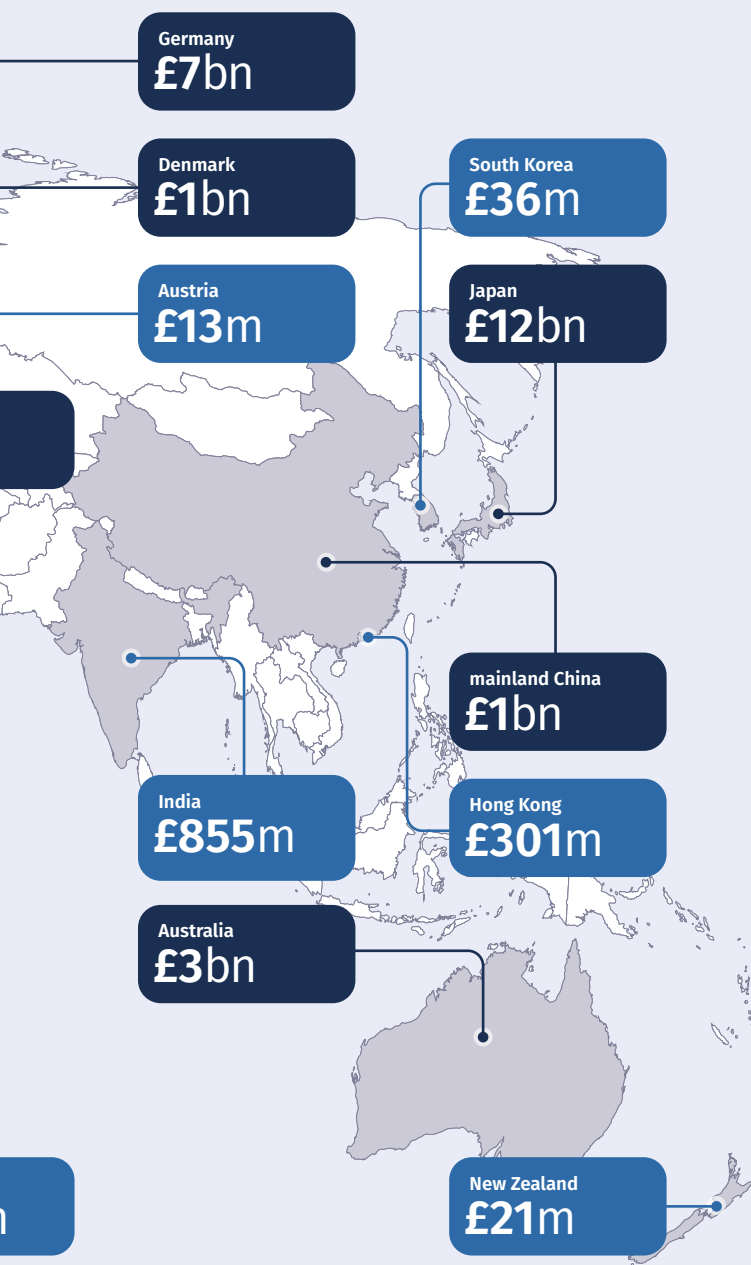 Germany
£7bn
Denmark
£1bn
South Korea
£36m
Austria
£13m
Japan
£12bn
mainland China
£1bn
India
£855m
Hong Kong
£301m
Australia
£3bn
New Zealand
£21m